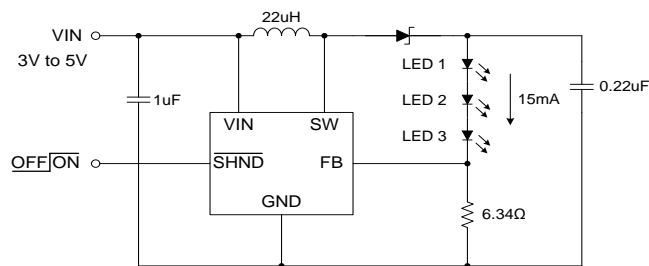 22uH
VIN
3V to 5V
LED 1
LED 2
LED 3
15mA
0.22uF
1uF
VIN
SW
OFF ON
SHND
FB
GND
6.34Ω